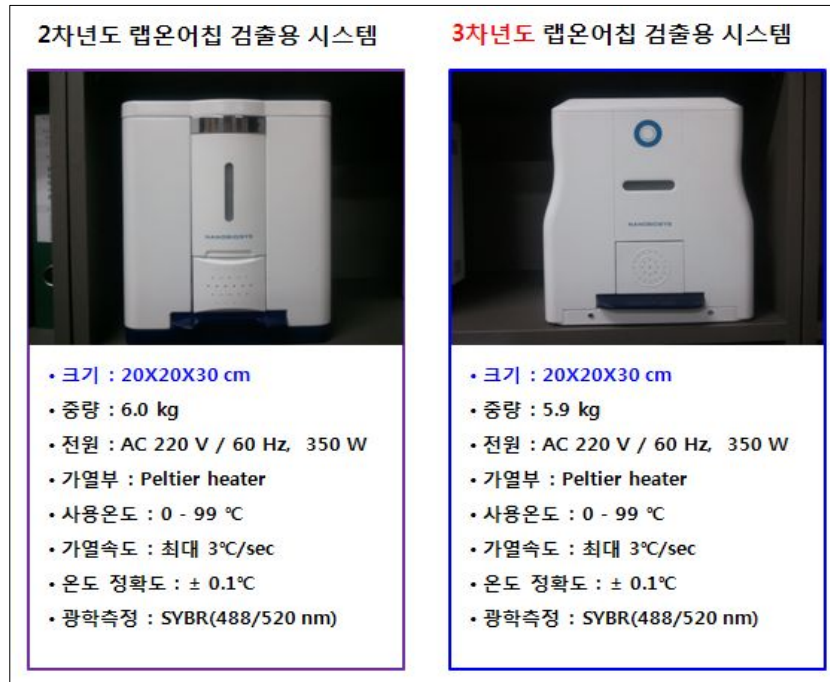 2차년도 랩온어칩 검출용 시스템
NANOBIOSYS
• 크기 : 20X20X30 cm
• 중량 : 6.0 kg
• 전원 : AC 220 V / 60 Hz, 350 W
• 가열부 : Peltier heater
• 사용온도 : 0 - 99 ℃
• 가열속도 : 최대 3℃/sec
• 온도 정확도 : ± 0.1℃
• 광학측정 : SYBR(488/520 nm)
3차년도 랩온어칩 검출용 시스템
NANOBIOSYS
• 크기 : 20X20X30 cm
• 중량 : 5.9 kg
• 전원 : AC 220 V / 60 Hz, 350 W
• 가열부 : Peltier heater
• 사용온도 : 0 - 99 ℃
• 가열속도 : 최대 3℃/sec
• 온도 정확도 : ± 0.1℃
• 광학측정 : SYBR(488/520 nm)